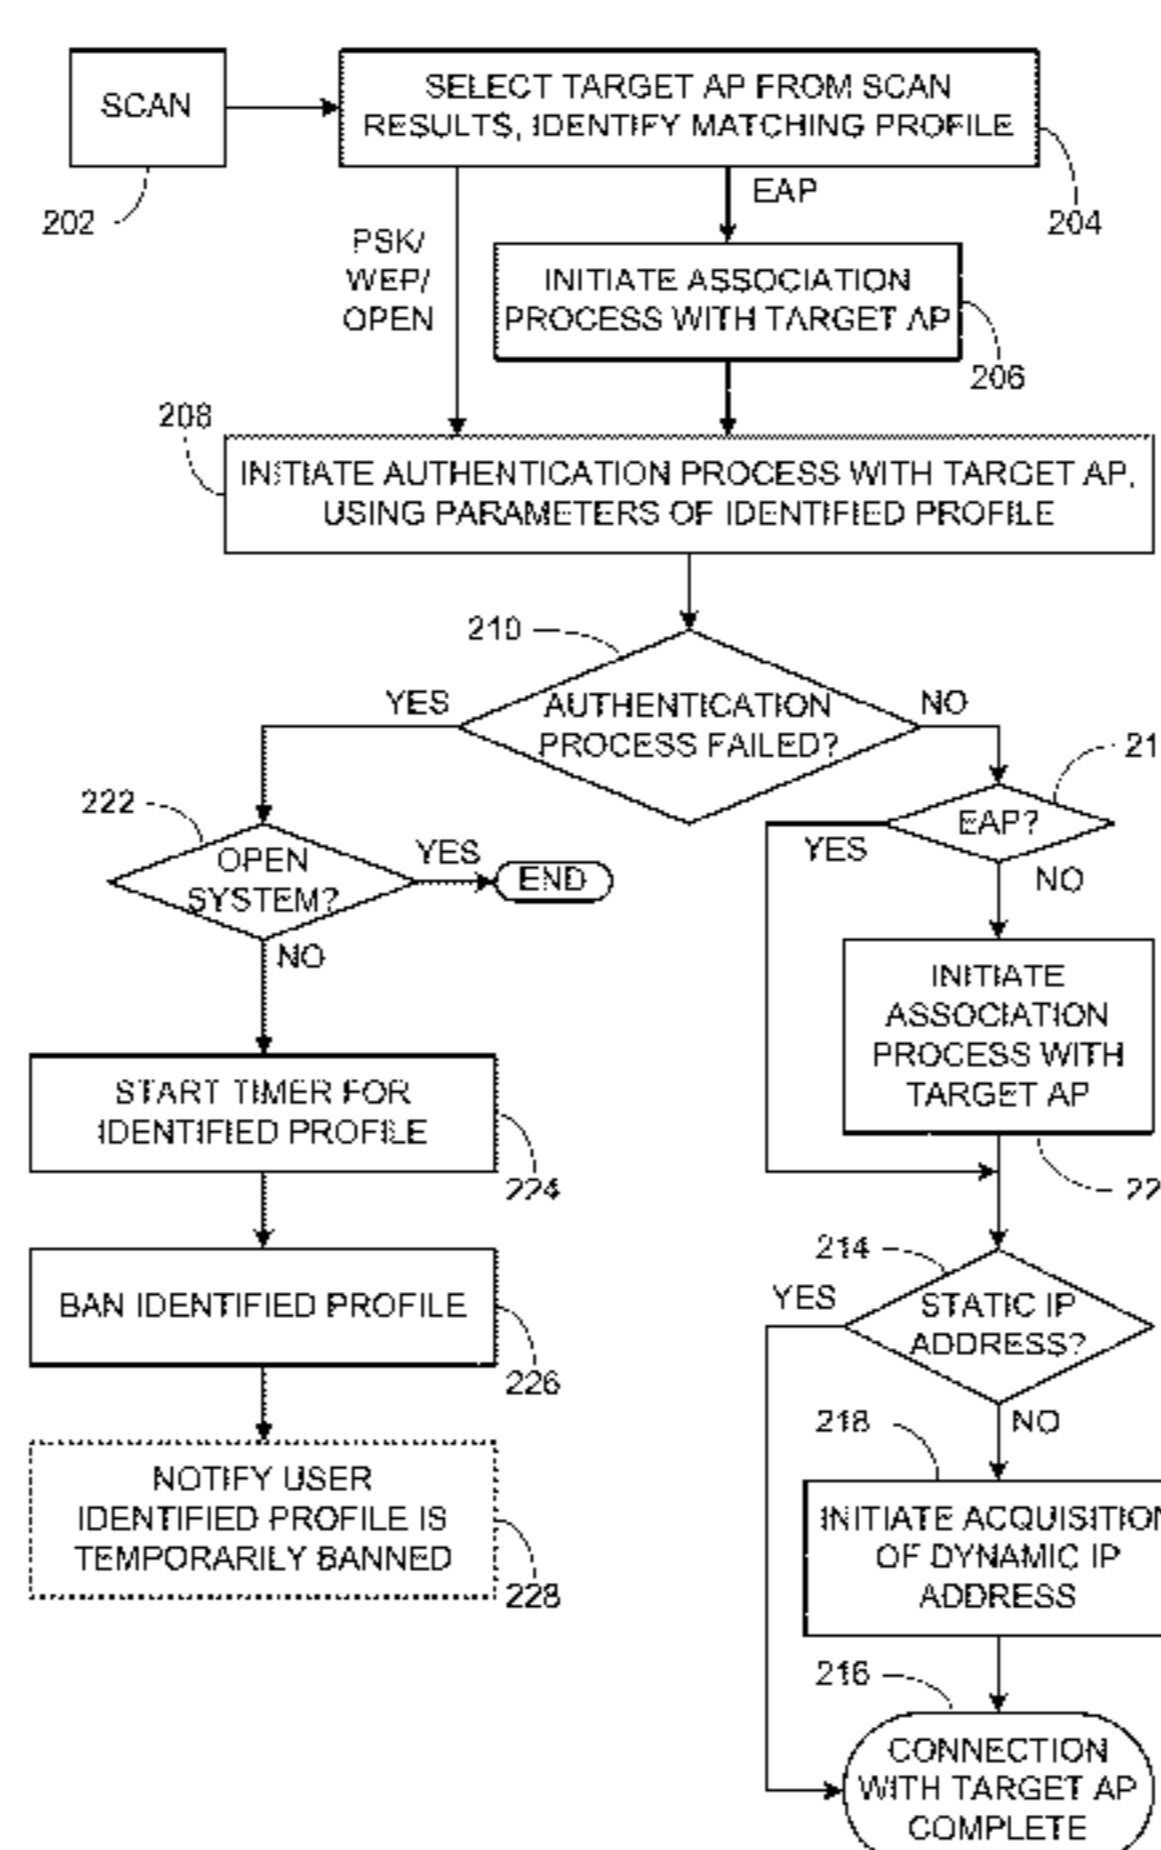 SCAN
SELECT TARGET AP FROM SCAN
RESULTS, IDENTIFY MATCHING PROFILE
202
204
EAP
PSK/
WEP/
OPEN
INITIATE ASSOCIATION
PROCESS WITH TARGET AP
206
208
INITIATE AUTHENTICATION PROCESS WITH TARGET AP,
USING PARAMETERS OF IDENTIFIED PROFILE
210
YES
AUTHENTICATION
PROCESS FAILED?
NO
21
222
EAP?
YES
NO
OPEN
SYSTEM?
YES
END
NO
INITIATE
ASSOCIATION
PROCESS WITH
TARGET AP
START TIMER FOR
IDENTIFIED PROFILE
224
22
214
YES
STATIC IP
ADDRESS?
BAN IDENTIFIED PROFILE
226
NO
218
NOTIFY USER
IDENTIFIED PROFILE IS
TEMPORARILY BANNED
228
INITIATE ACQUISITION
OF DYNAMIC IP
ADDRESS
216
CONNECTION
WITH TARGET AP
COMPLETE